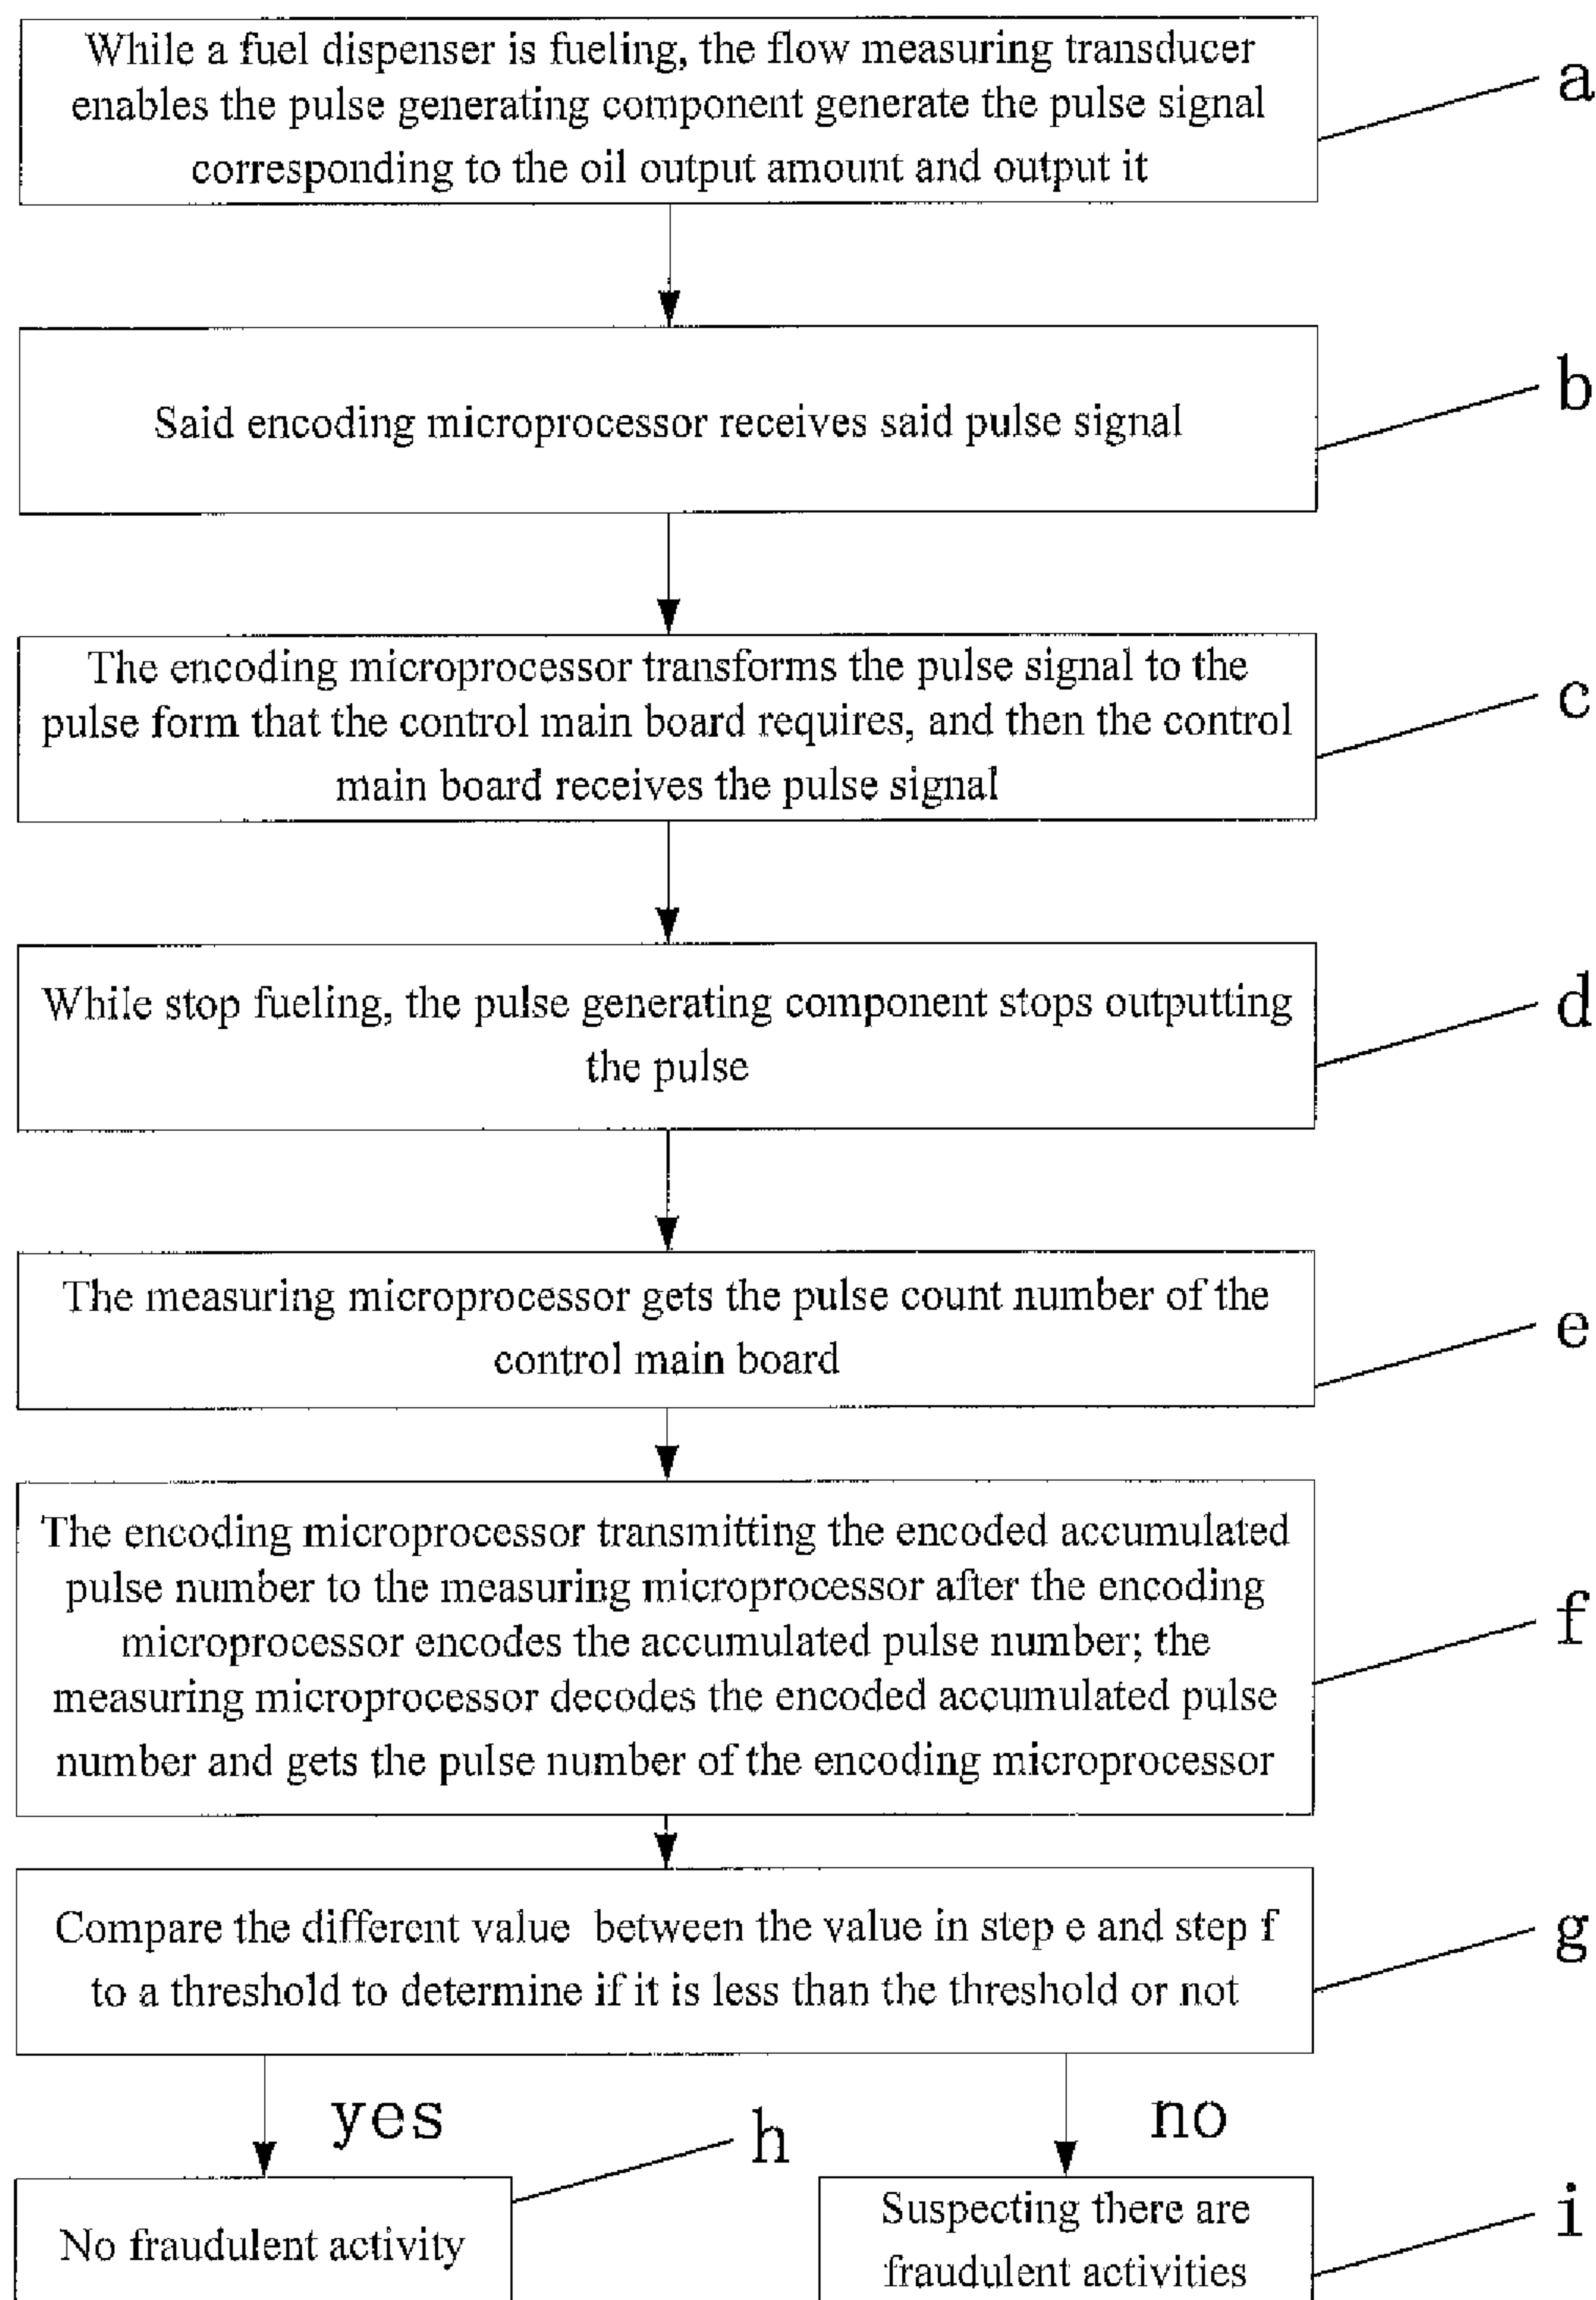 While a fuel dispenser is fueling, the flow measuring transducer
enables the pulse generating component generate the pulse signal
corresponding to the oil output amount and output it
a
Said encoding microprocessor receives said pulse signal
b
The encoding microprocessor transforms the pulse signal to the
pulse form that the control main board requires, and then the control
main board receives the pulse signal
c
While stop fueling, the pulse generating component stops outputting
the pulse
d
The measuring microprocessor gets the pulse count number of the
control main board
e
The encoding microprocessor transmitting the encoded accumulated
pulse number to the measuring microprocessor after the encoding
microprocessor encodes the accumulated pulse number; the
measuring microprocessor decodes the encoded accumulated pulse
number and gets the pulse number of the encoding microprocessor
f
Compare the different value between the value in step e and step f
to a threshold to determine if it is less than the threshold or not
g
yes
no
No fraudulent activity
h
Suspecting there are
fraudulent activities
i